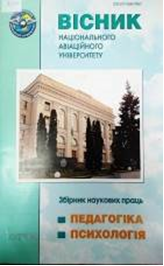 ВІСНИК
НАЦІОНАЛЬНОГО
АВІАЦІЙНОГО
УНІВЕРСИТЕТУ
Збірник наукових праць
ПЕДАГОГІКА
ПСИХОЛОГІЯ